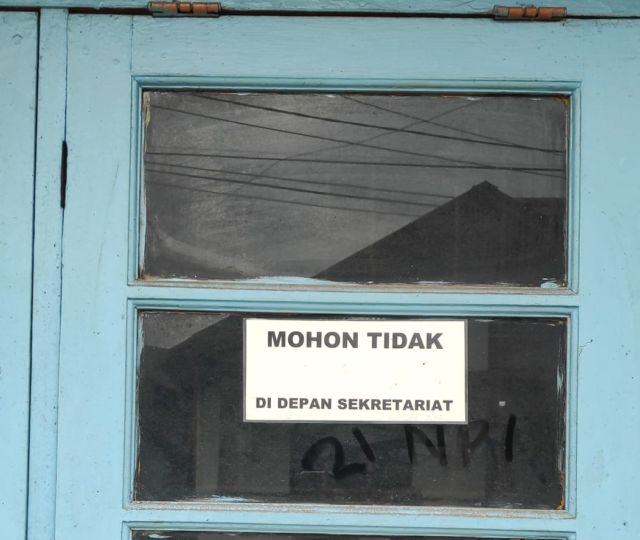 MOHON TIDAK
DI DEPAN SEKRETARIAT